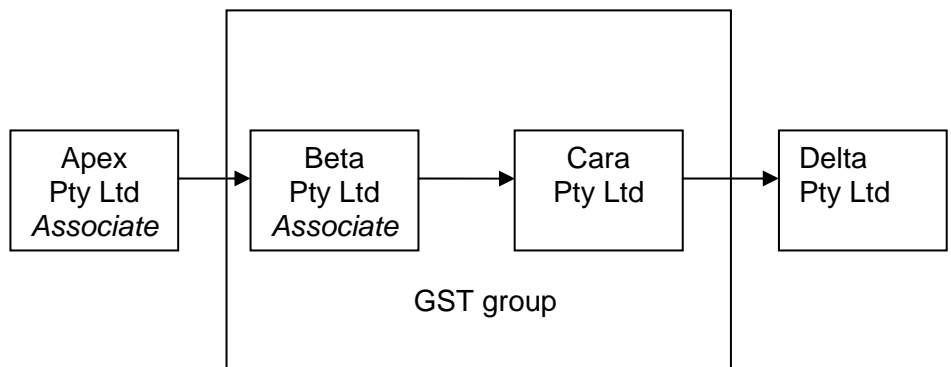 Apex
Pty Ltd
Associate
Beta
Pty Ltd
Associate
Cara
Pty Ltd
Delta
Pty Ltd
GST group